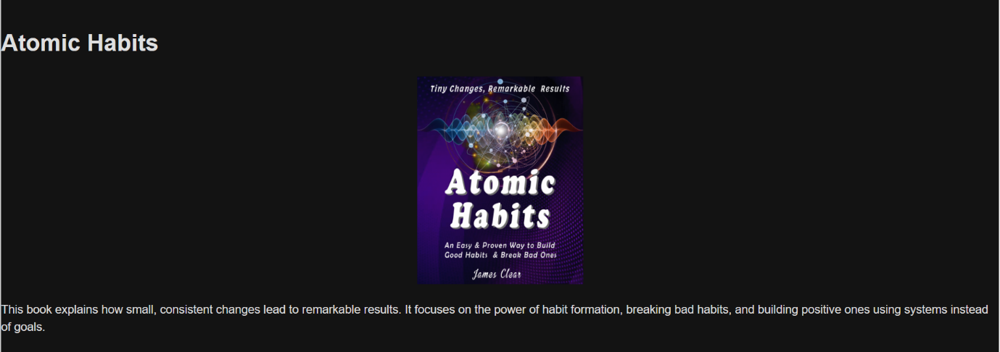 Atomic Habits
Tiny Changes, Remarkable Results
Atomic
Habits
An Easy & Proven Way to Build
Good Habits & Break Bad Ones
James Clear
This book explains how small, consistent changes lead to remarkable results. It focuses on the power of habit formation, breaking bad habits, and building positive ones using systems instead
of goals.